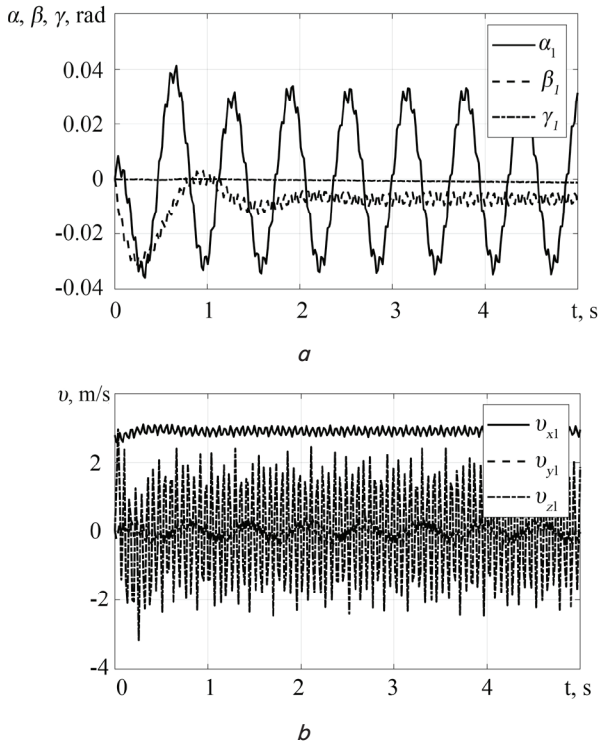 α, β, γ, rad
α1
β1
γ1
0.04
0.02
0
-0.02
-0.04
0 1 2 3 4 t, s
a
υ, m/s
υx1
υy1
υz1
2
0
-2
-4
0 1 2 3 4 t, s
b